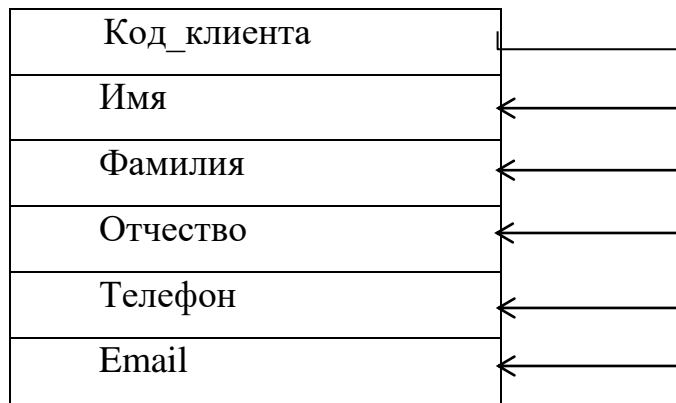 Код_клиента
Имя
Фамилия
Отчество
Телефон
Email